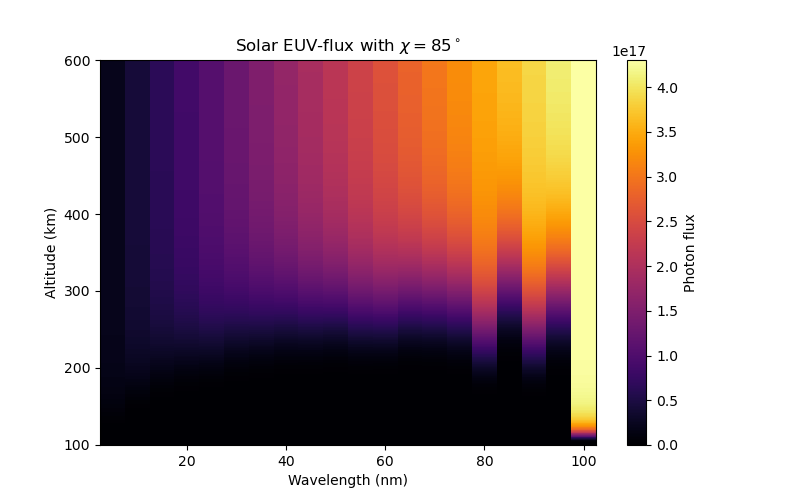 Solar EUV-flux with χ = 85°
1e17
600
500
400
300
200
100
Altitude (km)
20 40 60 80 100
Wavelength (nm)
4.0
3.5
3.0
2.5
2.0
1.5
1.0
0.5
0.0
Photon flux